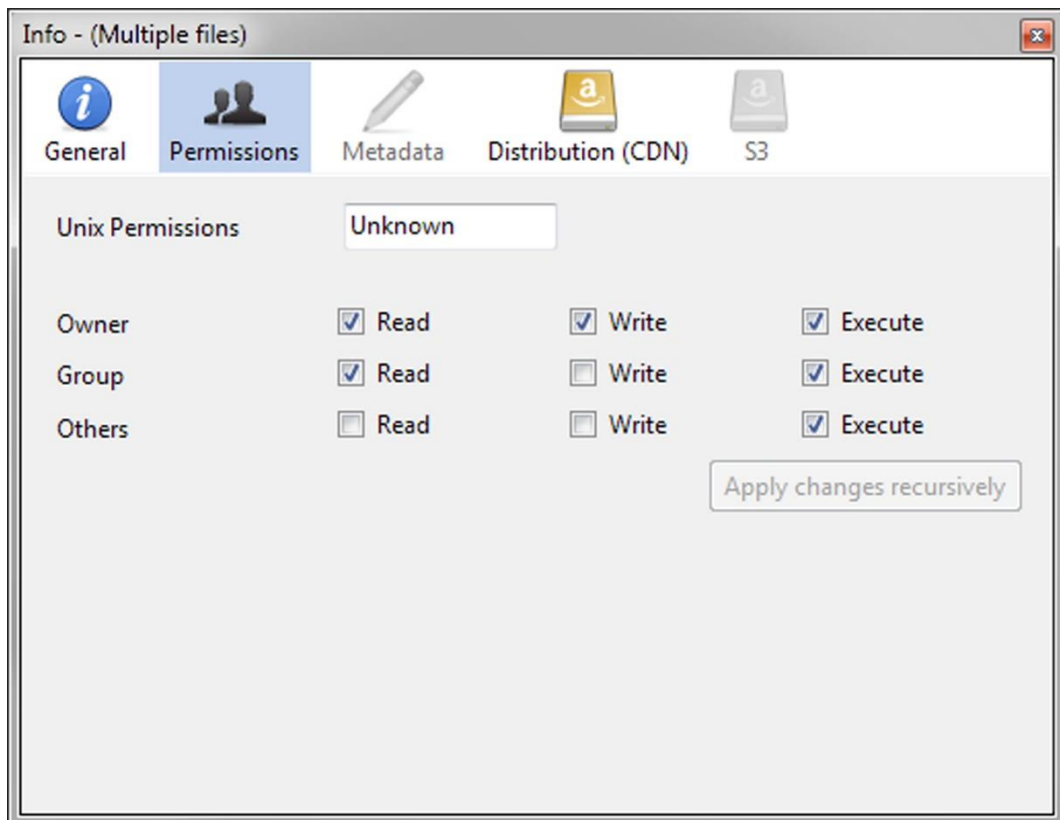 Info - (Multiple files)
General Permissions Metadata Distribution (CDN) S3
Unix Permissions Unknown
Owner Read Write Execute
Group Read Write Execute
Others Read Write Execute
Apply changes recursively